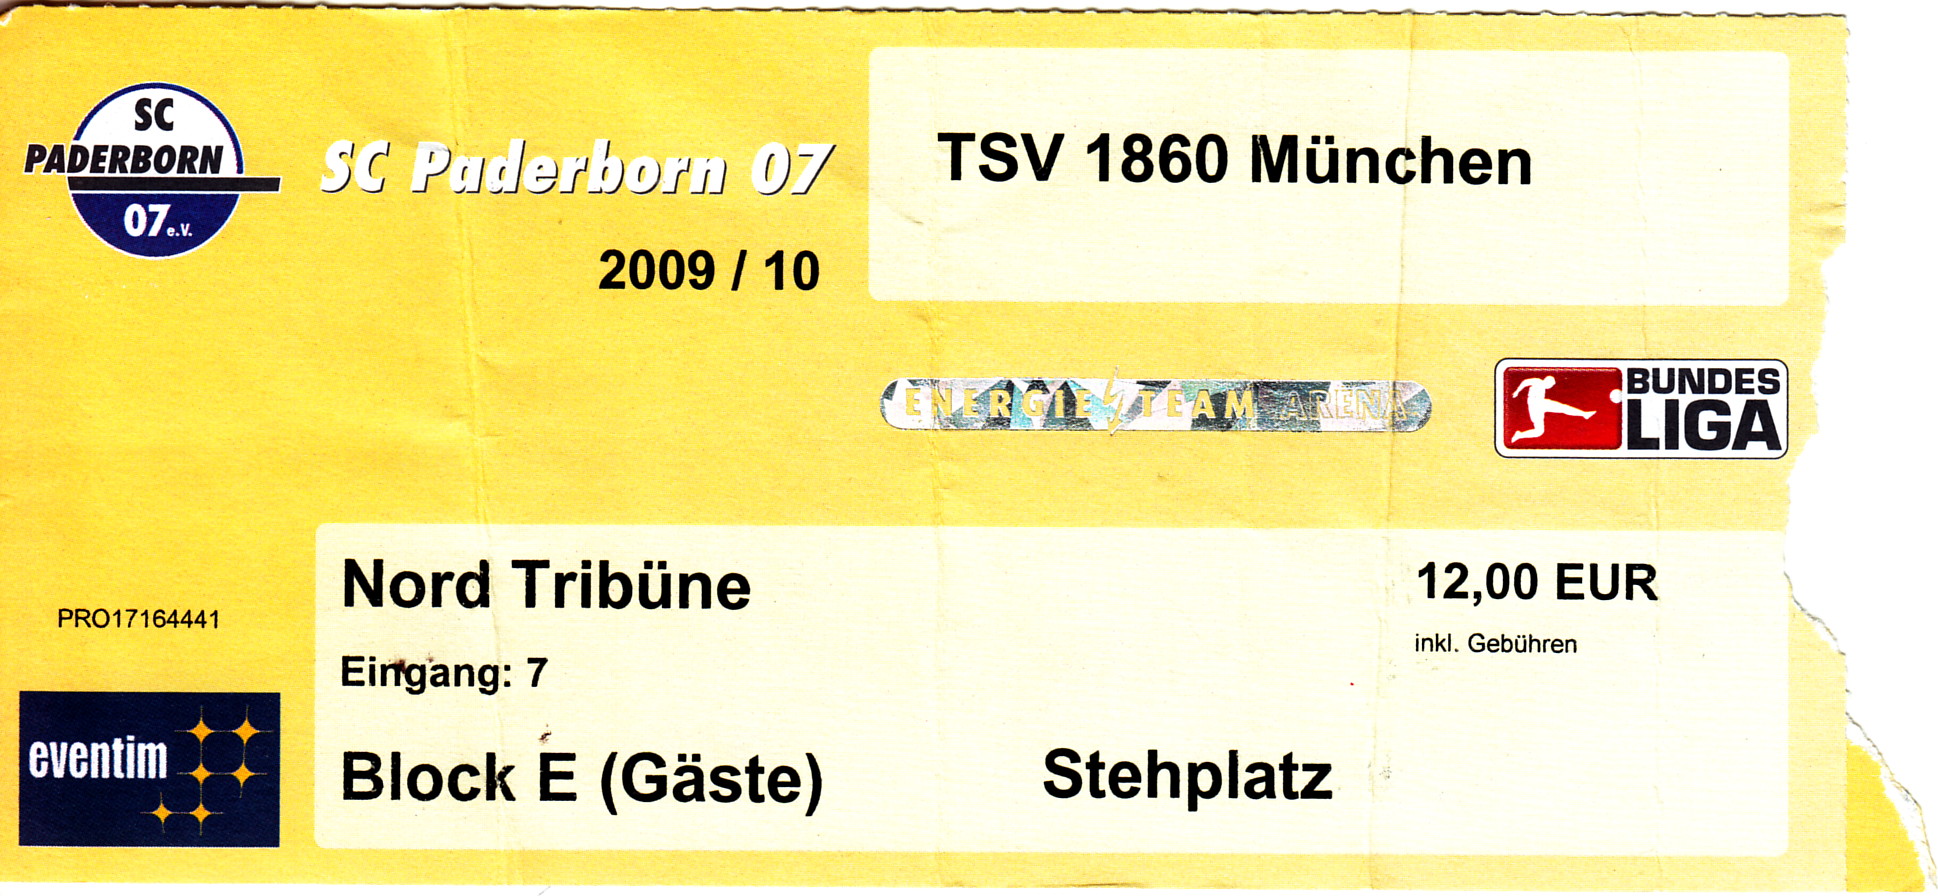 SC
PADERBORN
07 e.V.
SC Paderborn 07
2009 / 10
TSV 1860 München
ENERGIE TEAM ARENA
BUNDES
LIGA
PRO17164441
eventim
Nord Tribüne
Eingang: 7
Block E (Gäste)
Stehplatz
12,00 EUR
inkl. Gebühren